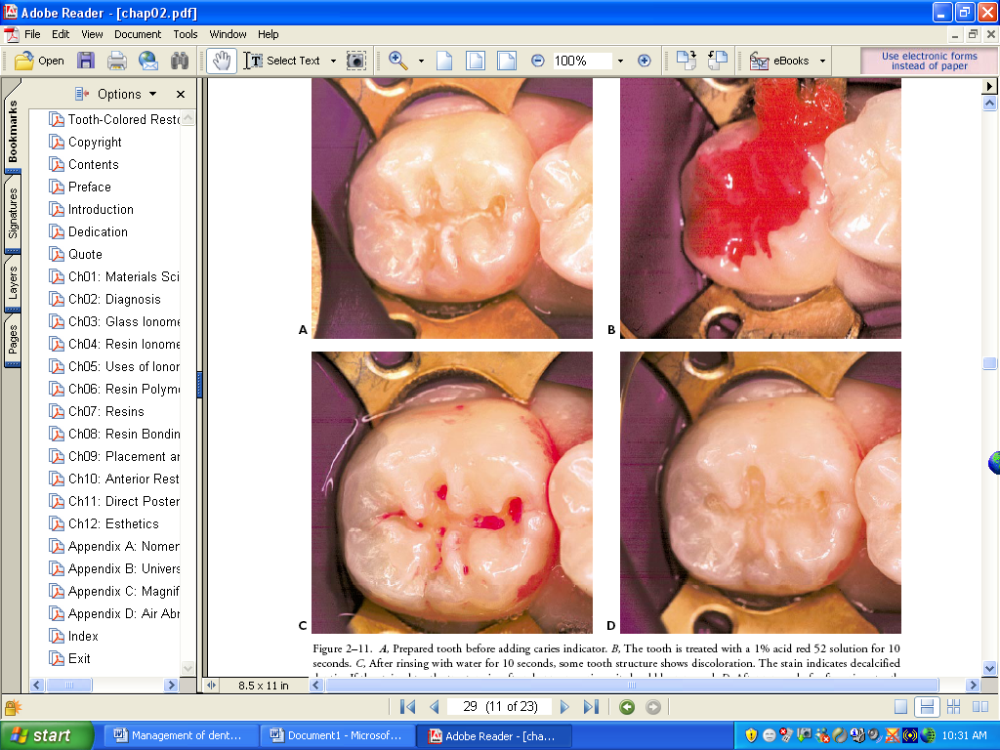 Adobe Reader - [chap02.pdf]
File Edit View Document Tools Window Help
Open Select Text 100% eBooks
Use electronic forms
instead of paper
Options
Bookmarks
Signatures
Layers
Pages
Tooth-Colored Resto
Copyright
Contents
Preface
Introduction
Dedication
Quote
Ch01: Materials Sci
Ch02: Diagnosis
Ch03: Glass Ionome
Ch04: Resin Ionome
Ch05: Uses of Ionor
Ch06: Resin Polyme
Ch07: Resins
Ch08: Resin Bondin
Ch09: Placement ar
Ch10: Anterior Rest
Ch11: Direct Poster
Ch12: Esthetics
Appendix A: Nomer
Appendix B: Univers
Appendix C: Magnif
Appendix D: Air Abr
Index
Exit
A
B
C
D
Figure 2–11. A, Prepared tooth before adding caries indicator. B, The tooth is treated with a 1% acid red 52 solution for 10
seconds. C, After rinsing with water for 10 seconds, some tooth structure shows discoloration. The stain indicates decalcified
8.5 x 11 in
29 (11 of 23)
start
Management of dent...
Document1 - Microsof...
Adobe Reader - [cha...
10:31 AM